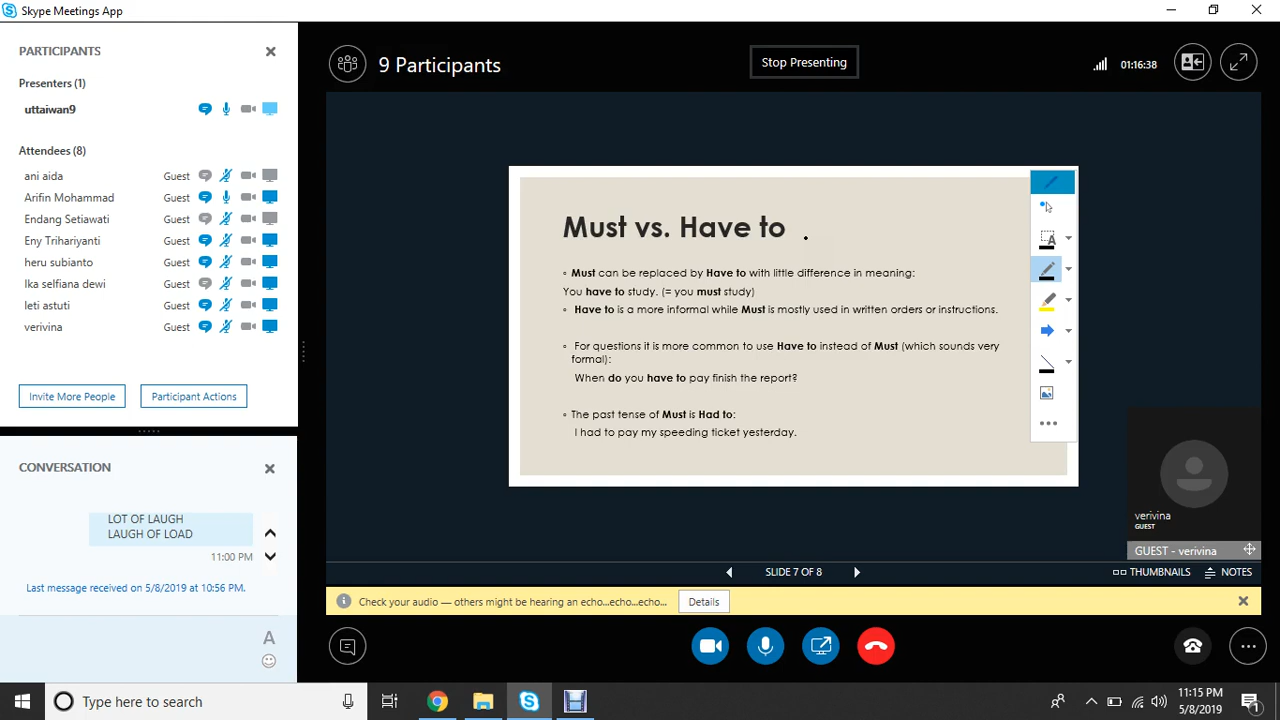 Skype Meetings App
PARTICIPANTS
Presenters (1)
uttaiwan9
Attendees (8)
ani aida Guest
Arifin Mohammad Guest
Endang Setiawati Guest
Eny Trihariyanti Guest
heru subianto Guest
Ika selfiana dewi Guest
leti astuti Guest
verivina Guest
Invite More People Participant Actions
CONVERSATION
LOT OF LAUGH
LAUGH OF LOAD
11:00 PM
Last message received on 5/8/2019 at 10:56 PM.
A
9 Participants
Stop Presenting
01:16:38
Must vs. Have to
◦ Must can be replaced by Have to with little difference in meaning:
You have to study. (= you must study)
◦ Have to is a more informal while Must is mostly used in written orders or instructions.
◦ For questions it is more common to use Have to instead of Must (which sounds very
formal):
When do you have to pay finish the report?
◦ The past tense of Must is Had to:
I had to pay my speeding ticket yesterday.
A
verivina
GUEST
GUEST - verivina
SLIDE 7 OF 8
THUMBNAILS
NOTES
Check your audio — others might be hearing an echo...echo...echo... Details
Type here to search
11:15 PM
5/8/2019
1